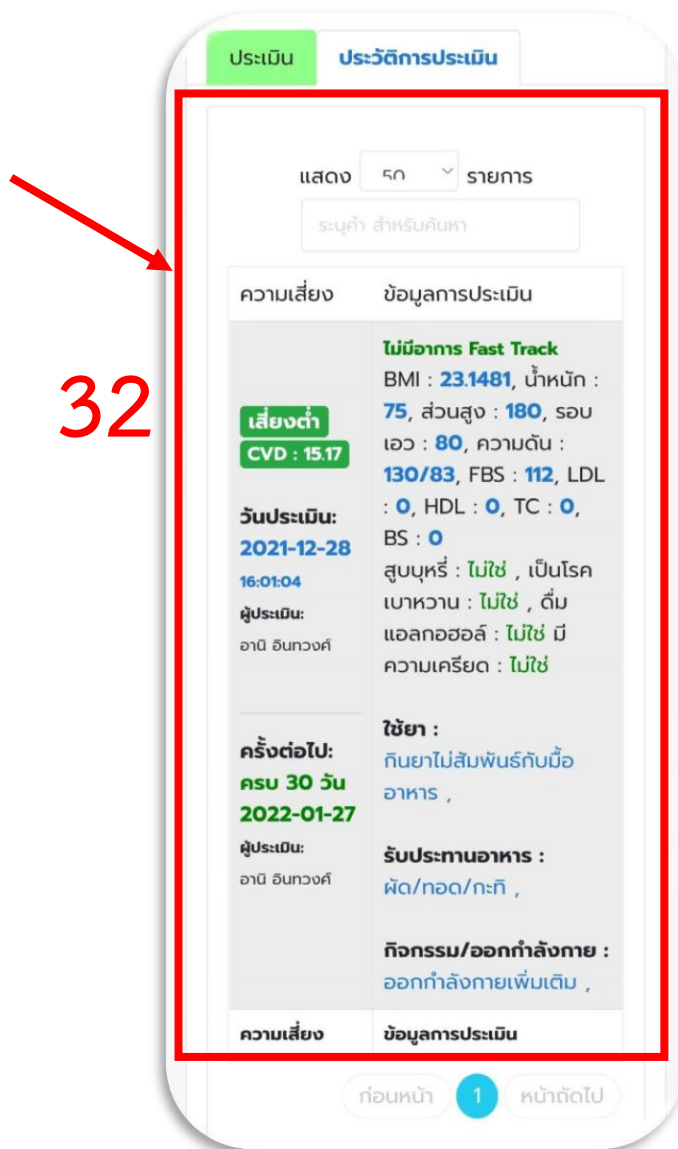 ประเมิน ประวัติการประเมิน
แสดง 50 รายการ
ระบุคำ สำหรับค้นหา
ความเสี่ยง ข้อมูลการประเมิน
32
เสี่ยงต่ำ
CVD : 15.17
วันประเมิน:
2021-12-28
16:01:04
ผู้ประเมิน:
อานิ อินทวงศ์
ครั้งต่อไป:
ครบ 30 วัน
2022-01-27
ผู้ประเมิน:
อานิ อินทวงศ์
ไม่มีอาการ Fast Track
BMI : 23.1481, น้ำหนัก :
75, ส่วนสูง : 180, รอบ
เอว : 80, ความดัน :
130/83, FBS : 112, LDL
: 0, HDL : 0, TC : 0,
BS : 0
สูบบุหรี่ : ไม่ใช่ , เป็นโรค
เบาหวาน : ไม่ใช่ , ดื่ม
แอลกอฮอล์ : ไม่ใช่ มี
ความเครียด : ไม่ใช่
ใช้ยา :
กินยาไม่สัมพันธ์กับมื้อ
อาหาร ,
รับประทานอาหาร :
ผัด/ทอด/กะทิ ,
กิจกรรม/ออกกำลังกาย :
ออกกำลังกายเพิ่มเติม ,
ความเสี่ยง ข้อมูลการประเมิน
ก่อนหน้า 1 หน้าถัดไป